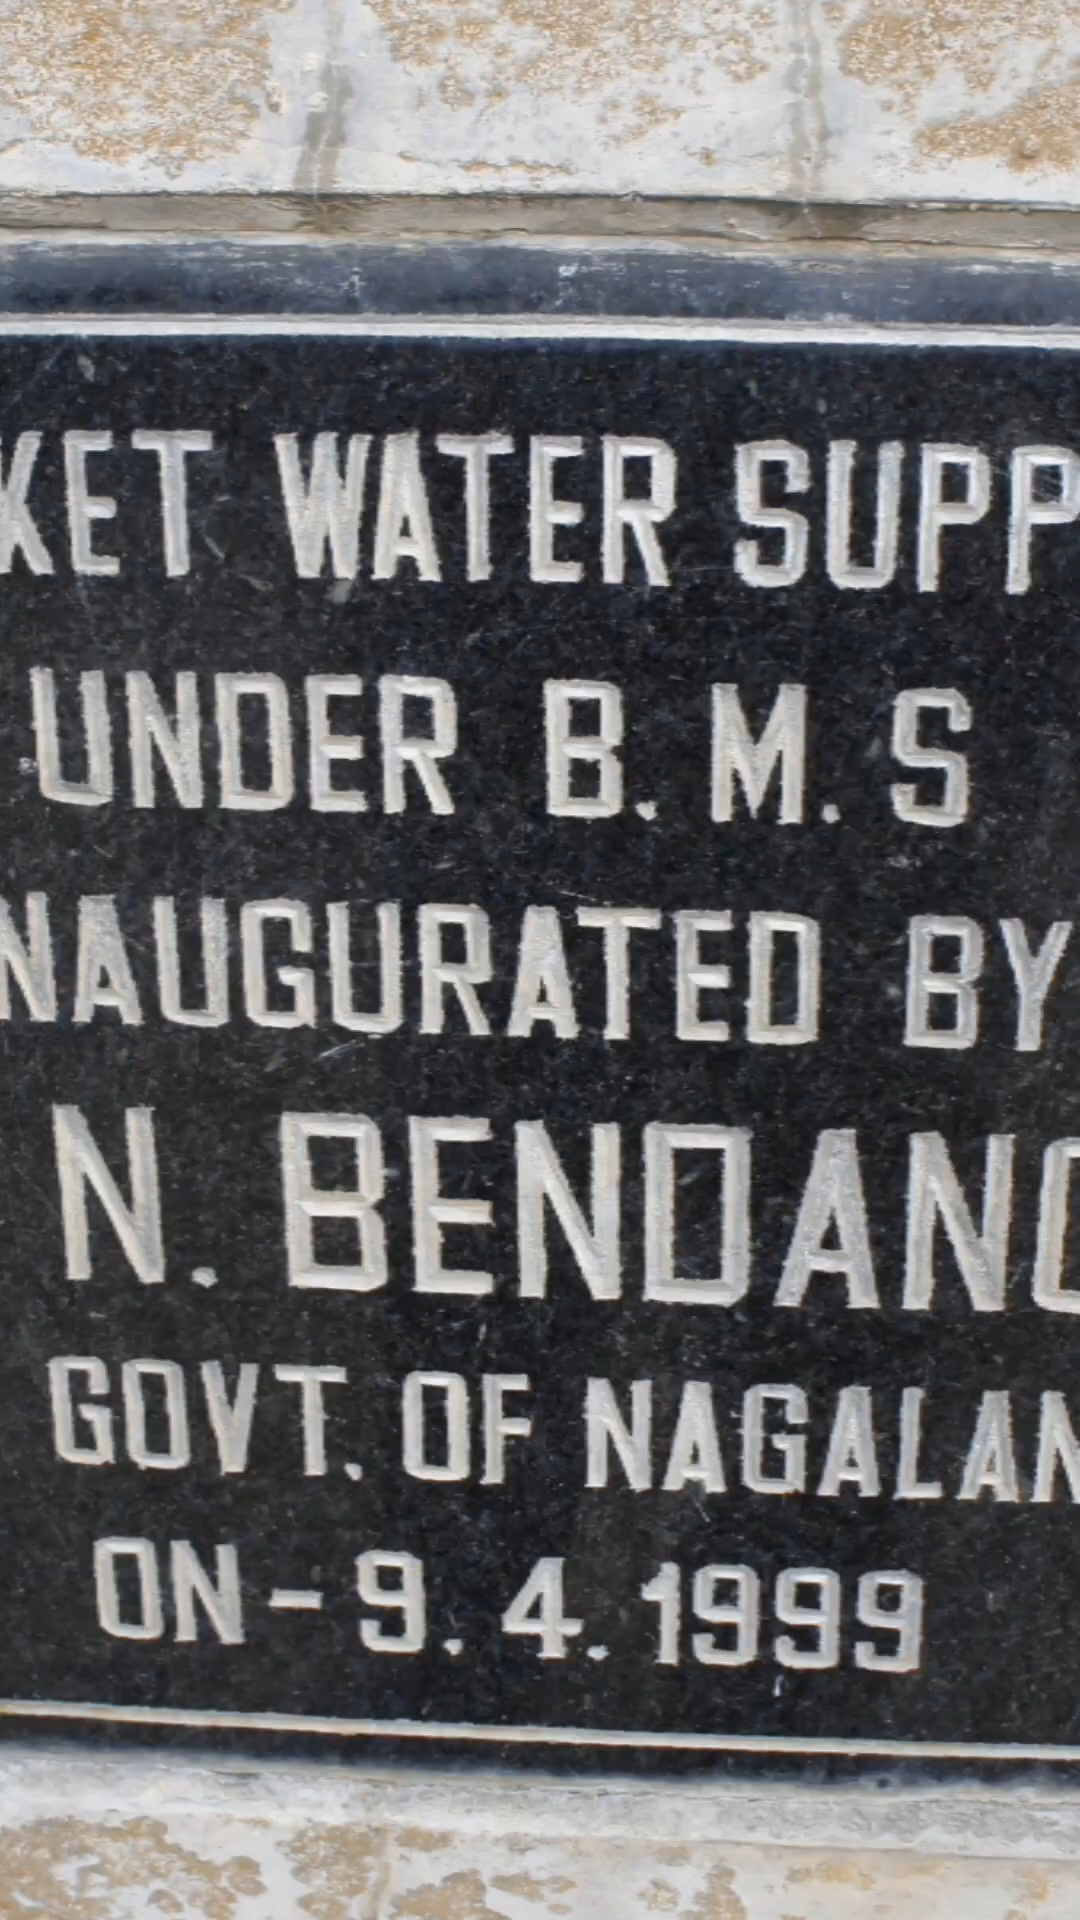 KET WATER SUPP
UNDER B. M. S
NAUGURATED BY
N. BENDANG
GOVT. OF NAGALAN
ON - 9. 4. 1999